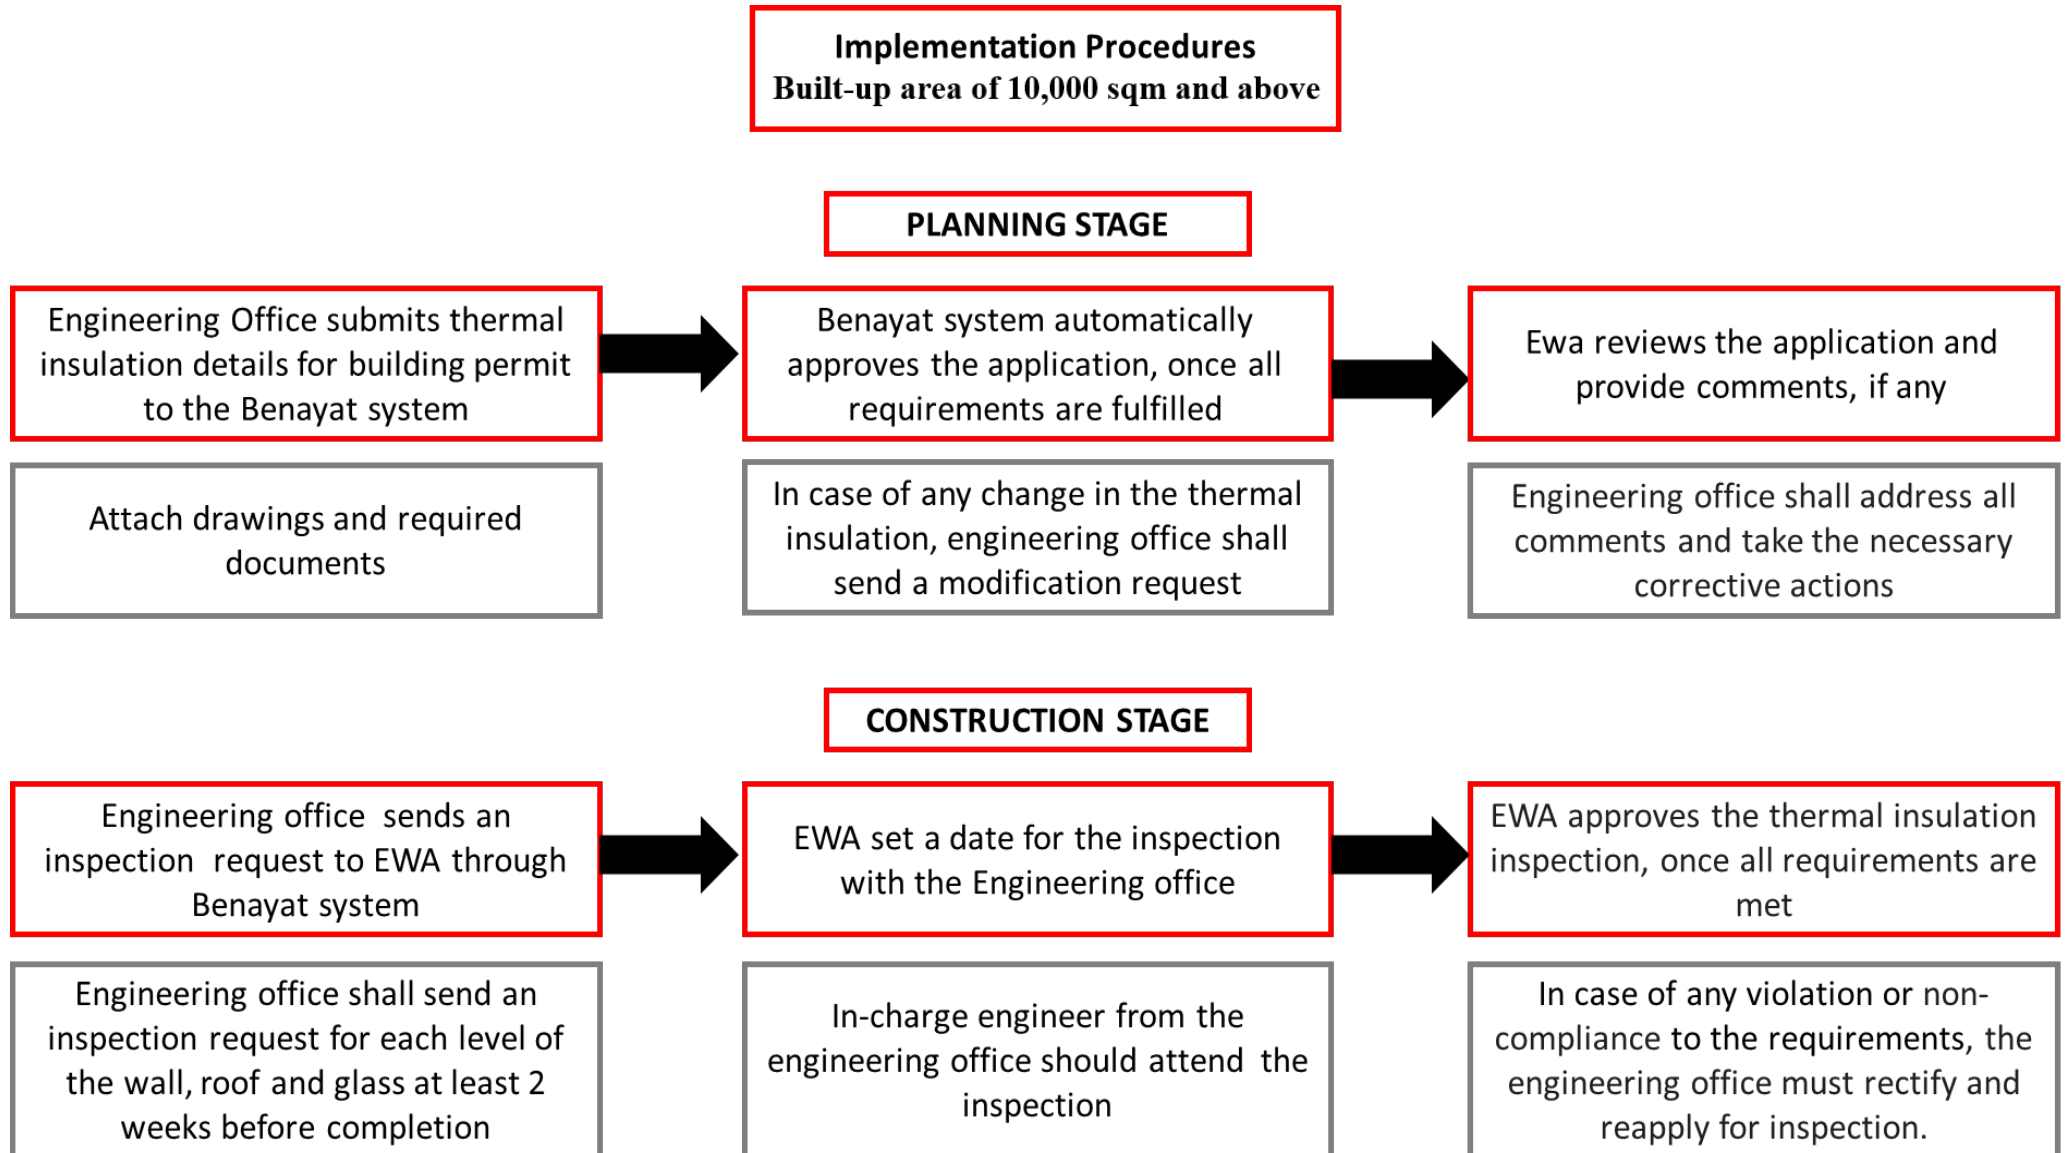 Implementation Procedures
Built-up area of 10,000 sqm and above
PLANNING STAGE
Engineering Office submits thermal
insulation details for building permit
to the Benayat system
Benayat system automatically
approves the application, once all
requirements are fulfilled
Ewa reviews the application and
provide comments, if any
Attach drawings and required
documents
In case of any change in the thermal
insulation, engineering office shall
send a modification request
Engineering office shall address all
comments and take the necessary
corrective actions
CONSTRUCTION STAGE
Engineering office sends an
inspection request to EWA through
Benayat system
EWA set a date for the inspection
with the Engineering office
EWA approves the thermal insulation
inspection, once all requirements are
met
Engineering office shall send an
inspection request for each level of
the wall, roof and glass at least 2
weeks before completion
In-charge engineer from the
engineering office should attend the
inspection
In case of any violation or non-
compliance to the requirements, the
engineering office must rectify and
reapply for inspection.